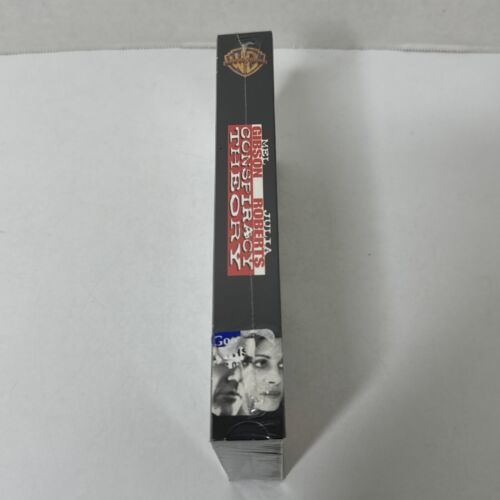 MEL
GIBSON
JULIA
ROBERTS
CONSPIRACY
THEORY